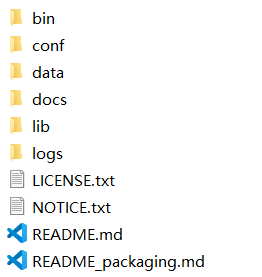 bin
conf
data
docs
lib
logs
LICENSE.txt
NOTICE.txt
README.md
README_packaging.md